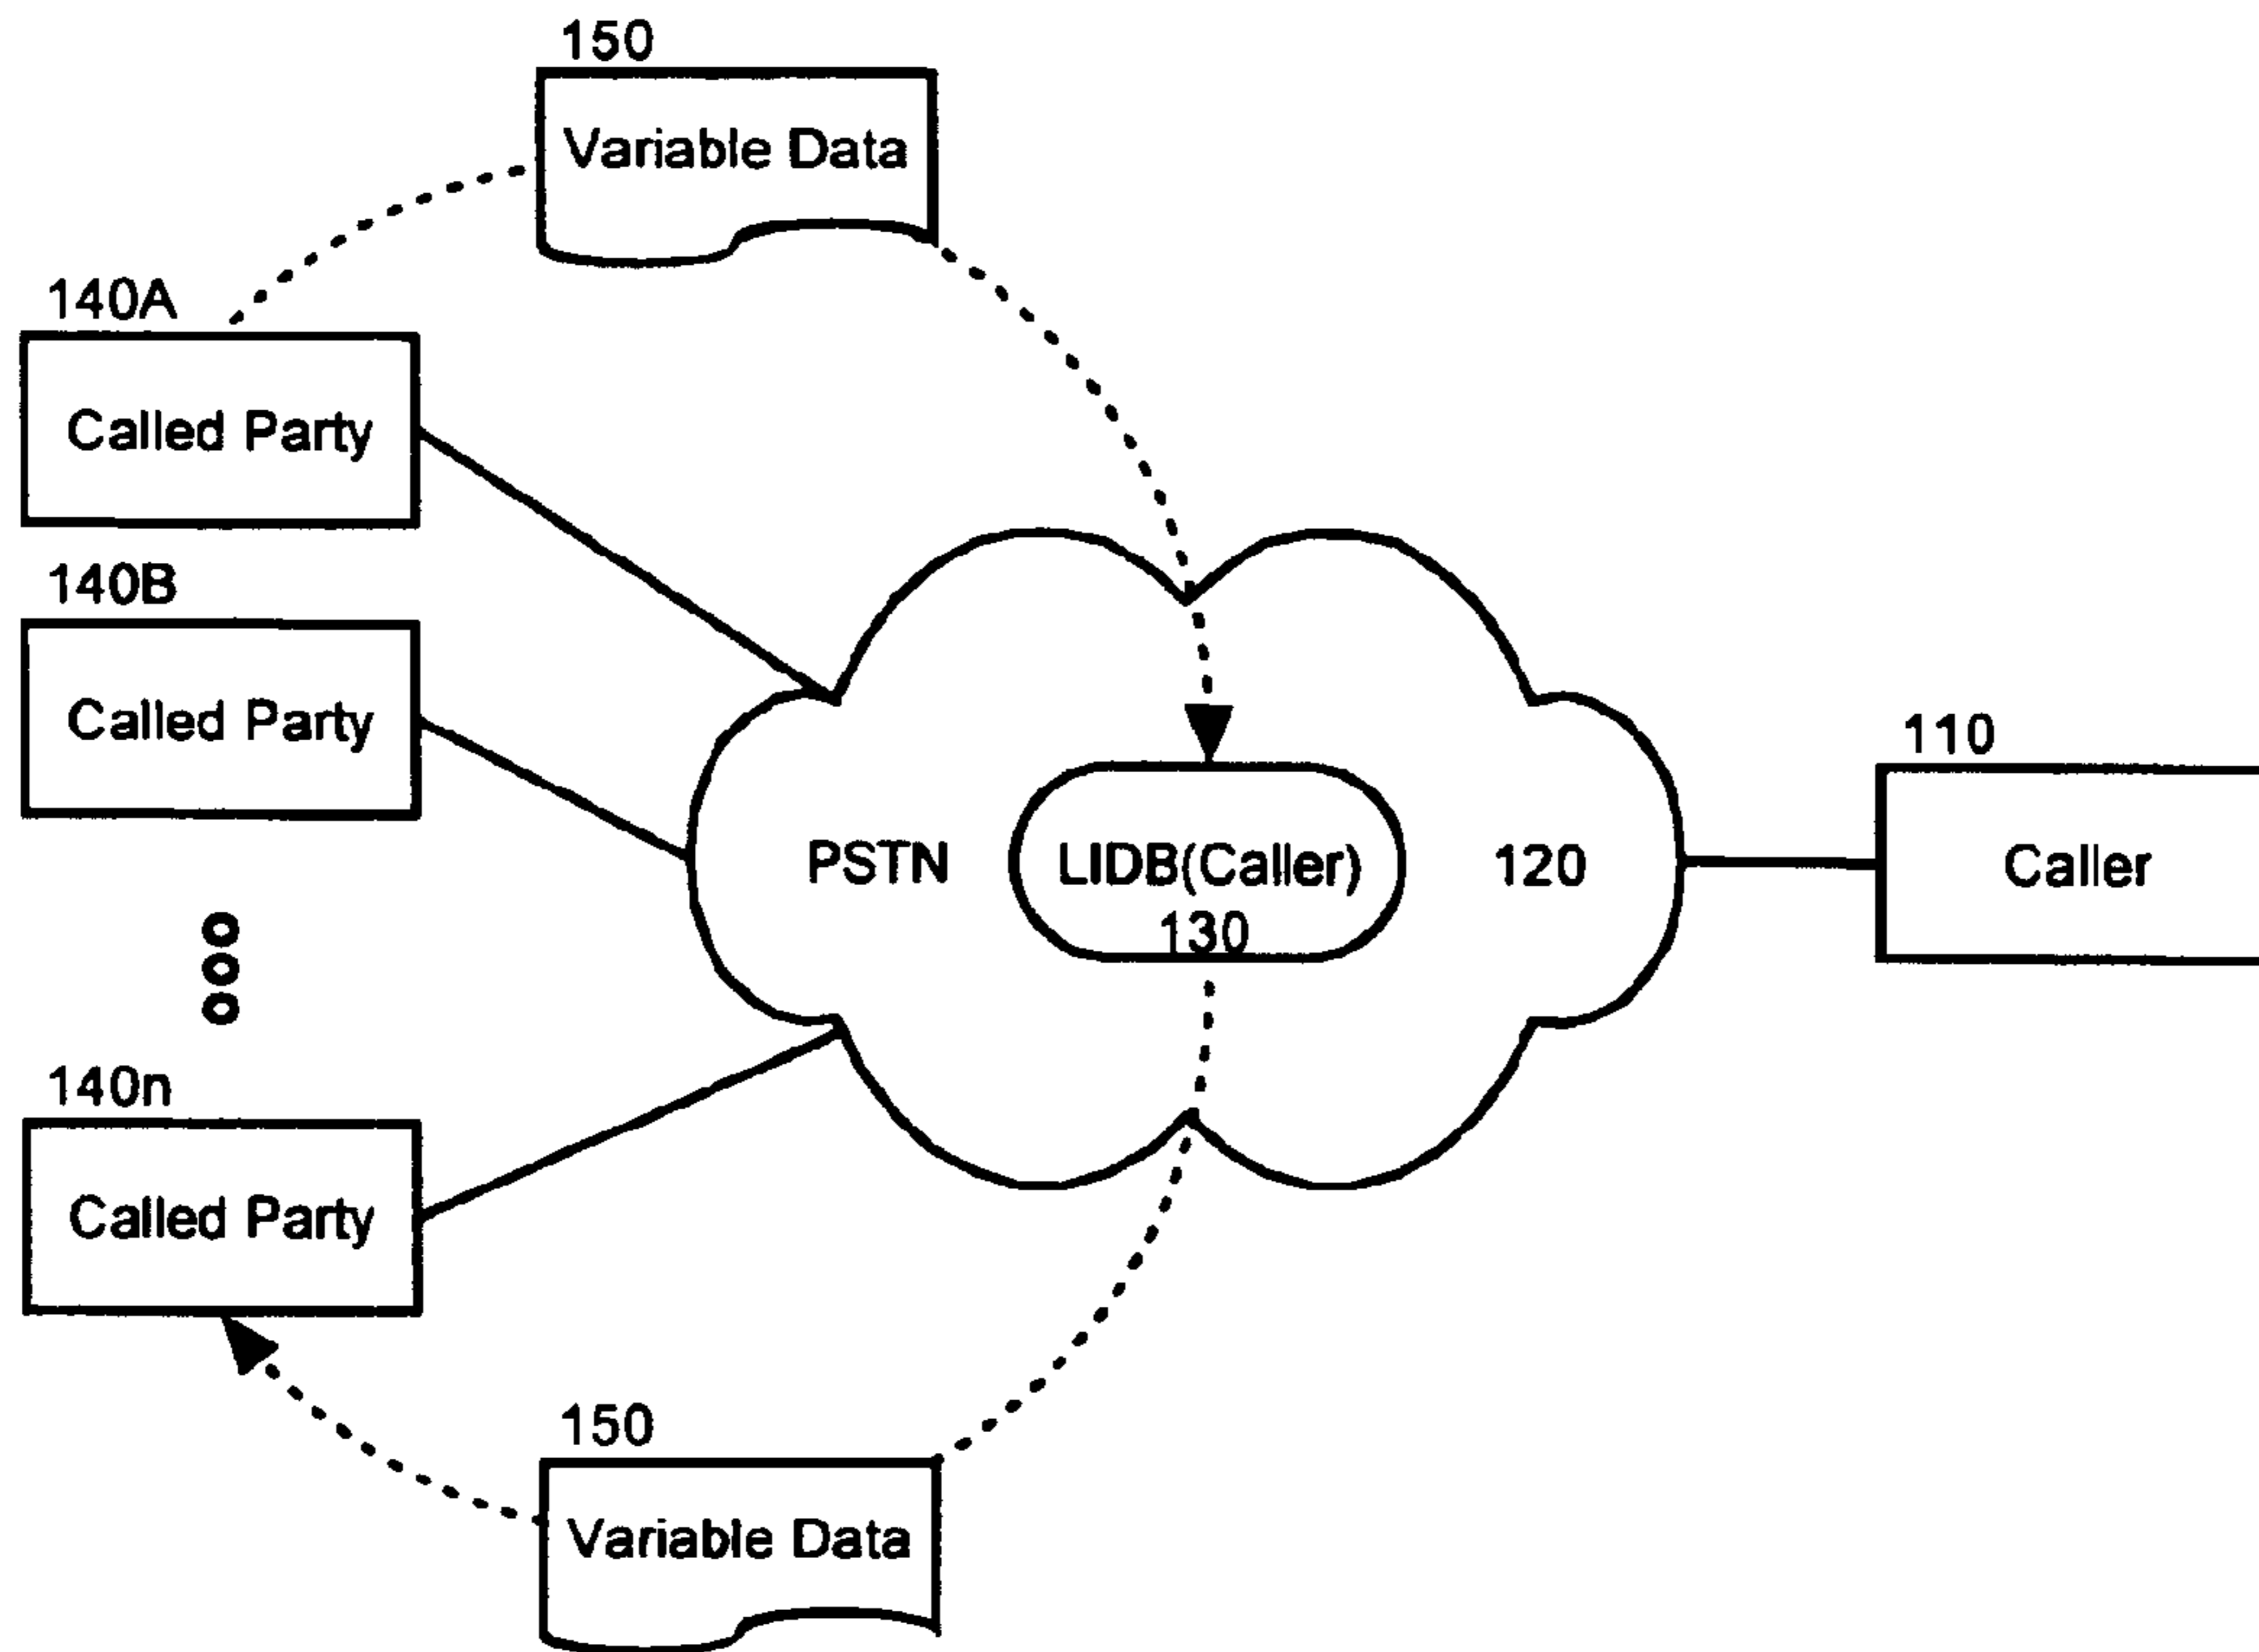 150
Variable Data
140A
Called Party
140B
Called Party
110
PSTN
LIDB(Caller)
130
120
Caller
140n
Called Party
150
Variable Data